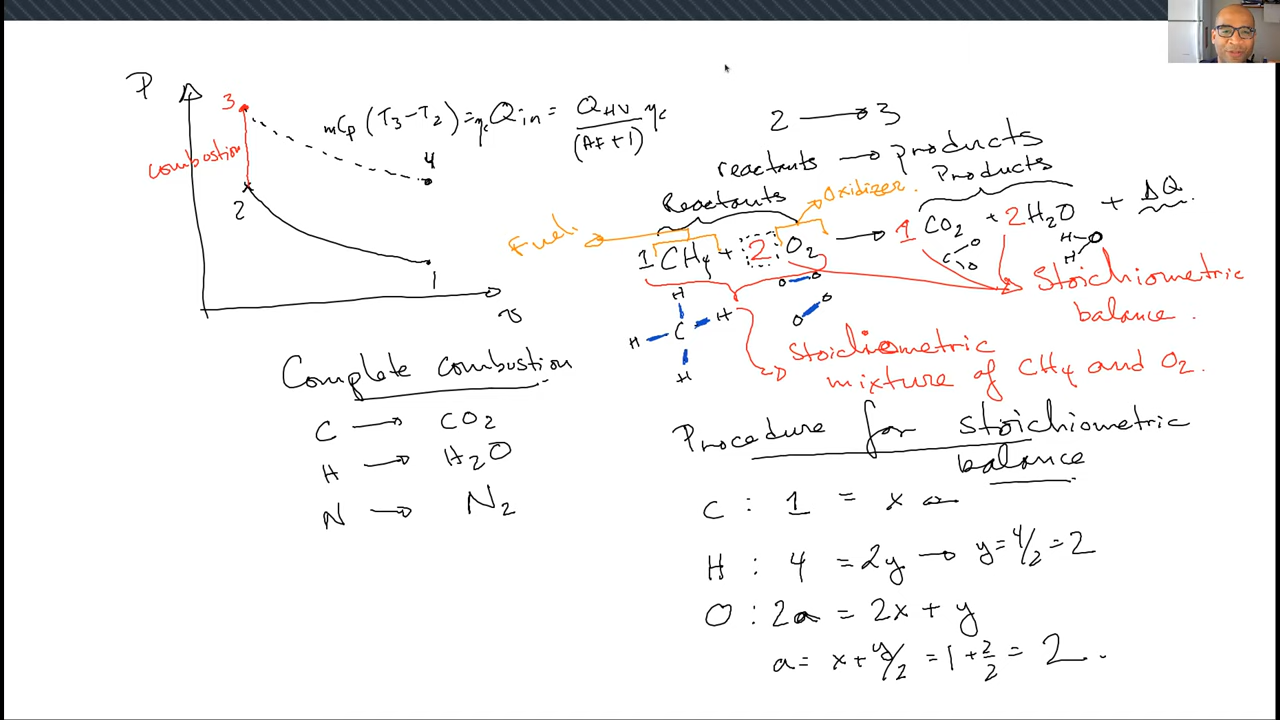 P
3
combustion
2
4
1
v
mCp (T3-T2) = ηc Qin = QHV / (AF+1) ηc
2 → 3
reactants → products
Reactants
Oxidizer.
Products
Fuel:
1 CH4 + 2 O2 → 1 CO2 + 2 H2O + ΔQ
H H O
C O O
O O
O O
H
H C H
H
Stoichiometric
balance.
Stoichiometric
mixture of CH4 and O2.
Complete combustion
C → CO2
H → H2O
N → N2
Procedure for stoichiometric
balance
C : 1 = x
H : 4 = 2y → y = 4/2 = 2
O : 2a = 2x + y
a = x + y/2 = 1 + 2/2 = 2.